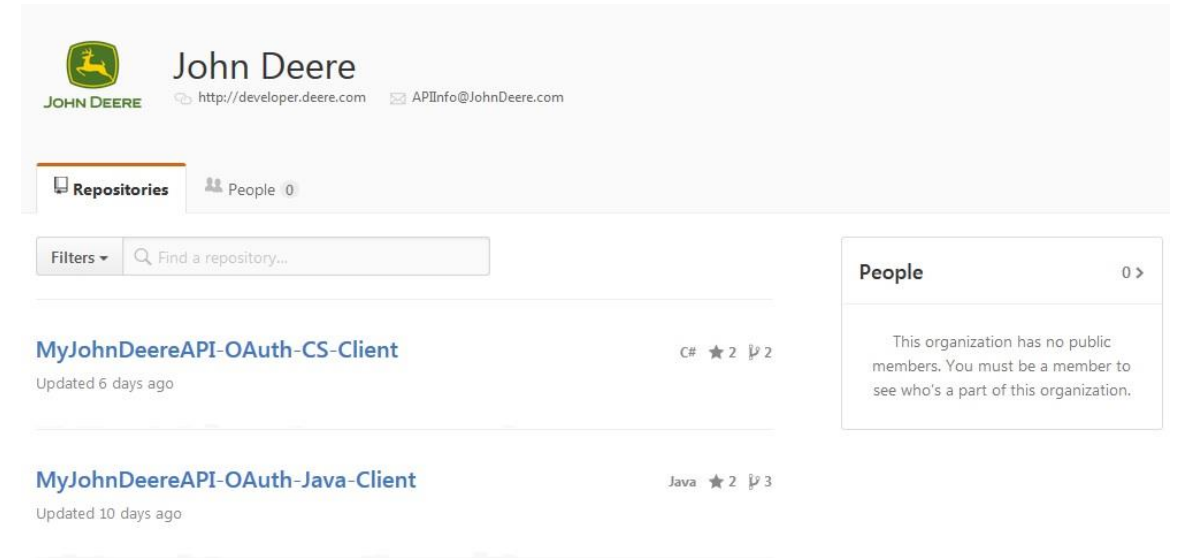 John Deere
JOHN DEERE
http://developer.deere.com APIInfo@JohnDeere.com
Repositories People 0
Filters Find a repository...
People 0
MyJohnDeereAPI-OAuth-CS-Client C# 2 2
Updated 6 days ago
This organization has no public
members. You must be a member to
see who's a part of this organization.
MyJohnDeereAPI-OAuth-Java-Client Java 2 3
Updated 10 days ago